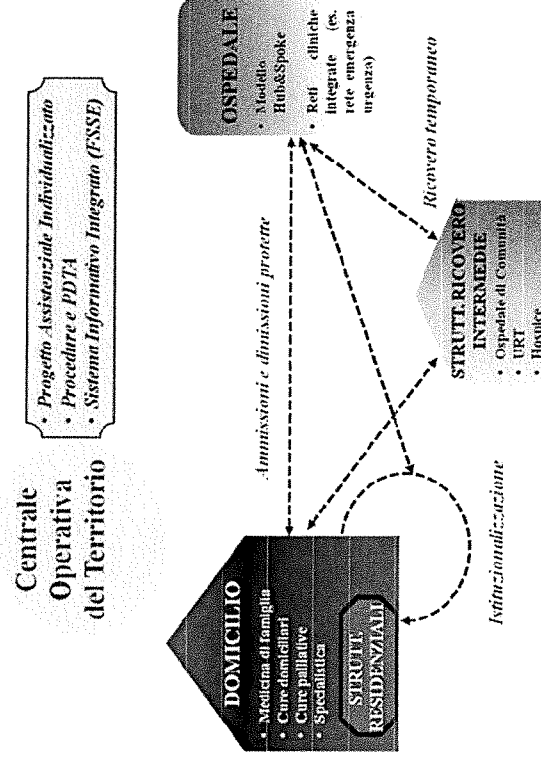 Centrale
Operativa
del Territorio
• Progetto Assistenziale Individualizzato
• Procedure e PDTA
• Sistema Informativo Integrato (FSSE)
DOMICILIO
• Medicina di famiglia
• Cure domiciliari
• Cure palliative
• Specialistica
STRUTT.
RESIDENZIALI
Ammissioni e dimissioni protette
OSPEDALE
• Modello
Hub&Spoke
• Reti cliniche
integrate (es.
rete emergenza
urgenza)
Ricovero temporaneo
STRUTT. RICOVERO
INTERMEDIE
• Ospedale di Comunità
• URT
• Hospice
Istituzionalizzazione